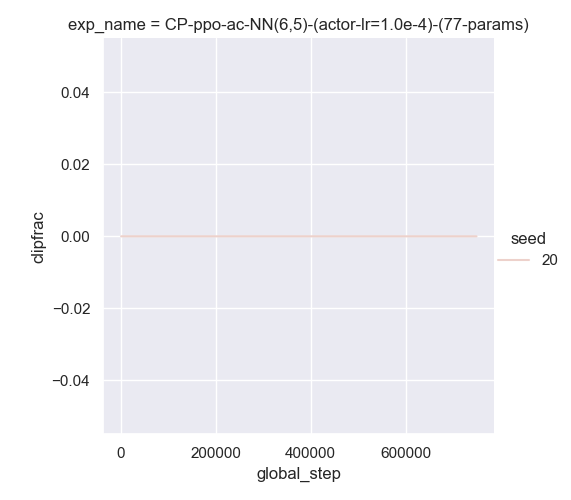 exp_name = CP-ppo-ac-NN(6,5)-(actor-lr=1.0e-4)-(77-params)
0.04
0.02
0.00
−0.02
−0.04
clipfrac
0 200000 400000 600000
global_step
seed
20